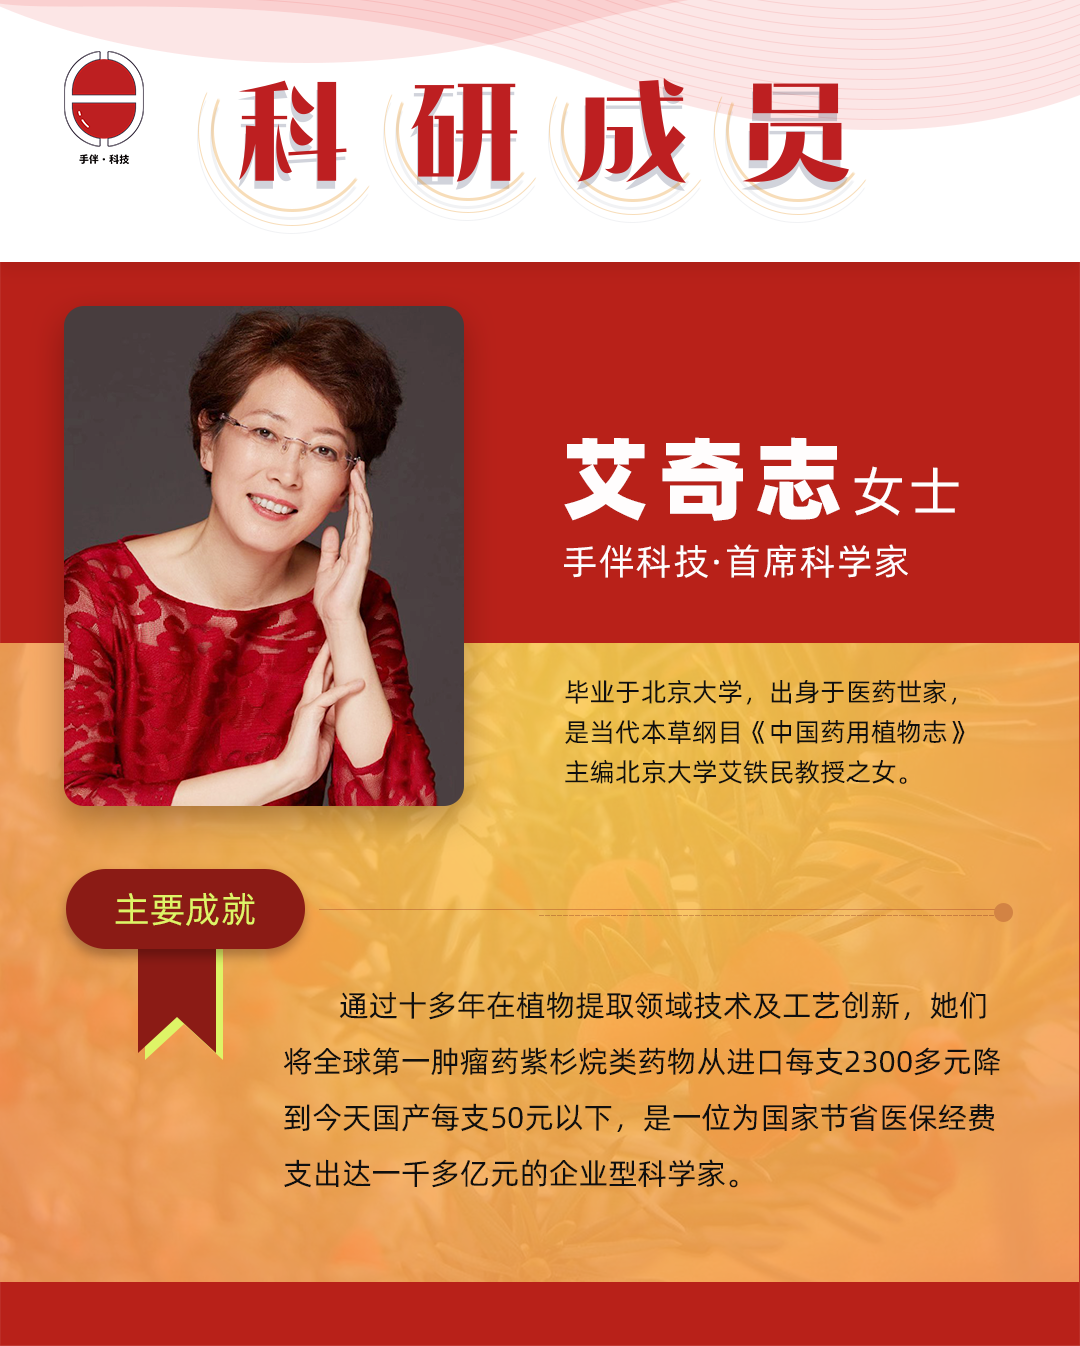 手伴·科技
科研成员
艾奇志女士
手伴科技·首席科学家
毕业于北京大学，出身于医药世家，
是当代本草纲目《中国药用植物志》
主编北京大学艾铁民教授之女。
主要成就
通过十多年在植物提取领域技术及工艺创新，她们
将全球第一肿瘤药紫杉烷类药物从进口每支2300多元降
到今天国产每支50元以下，是一位为国家节省医保经费
支出达一千多亿元的企业型科学家。